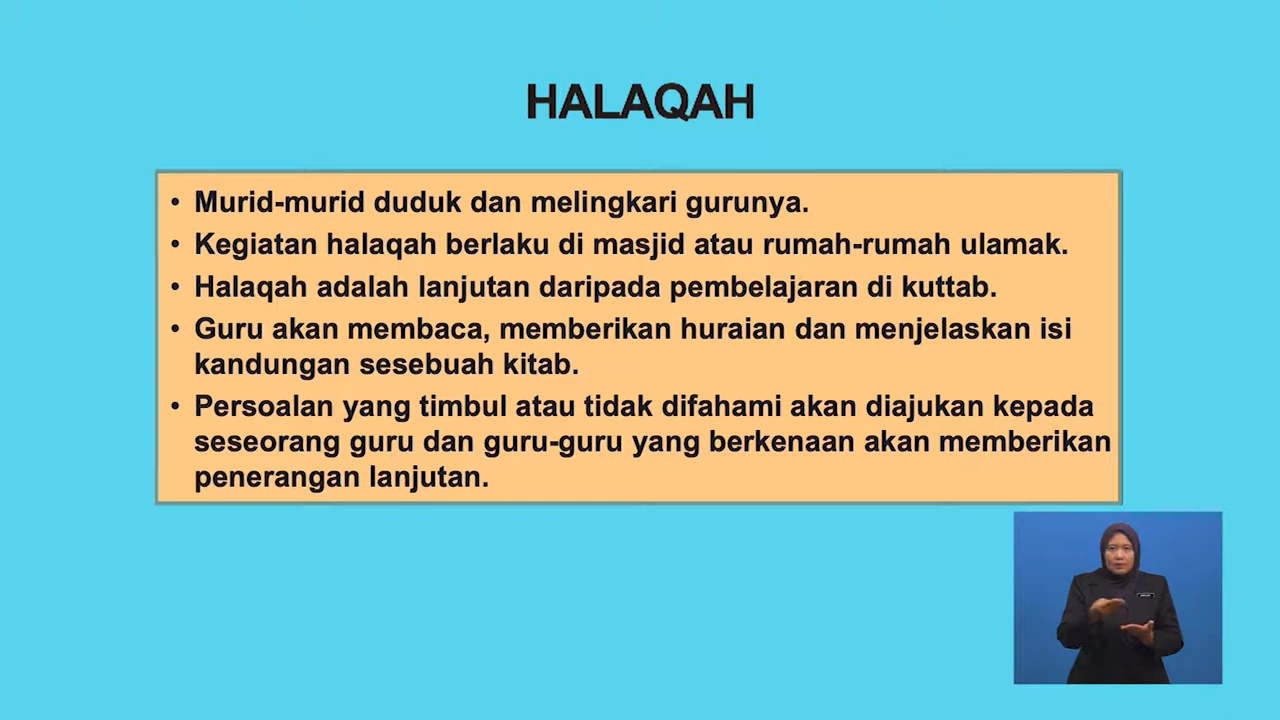 HALAQAH
• Murid-murid duduk dan melingkari gurunya.
• Kegiatan halaqah berlaku di masjid atau rumah-rumah ulamak.
• Halaqah adalah lanjutan daripada pembelajaran di kuttab.
• Guru akan membaca, memberikan huraian dan menjelaskan isi
kandungan sesebuah kitab.
• Persoalan yang timbul atau tidak difahami akan diajukan kepada
seseorang guru dan guru-guru yang berkenaan akan memberikan
penerangan lanjutan.